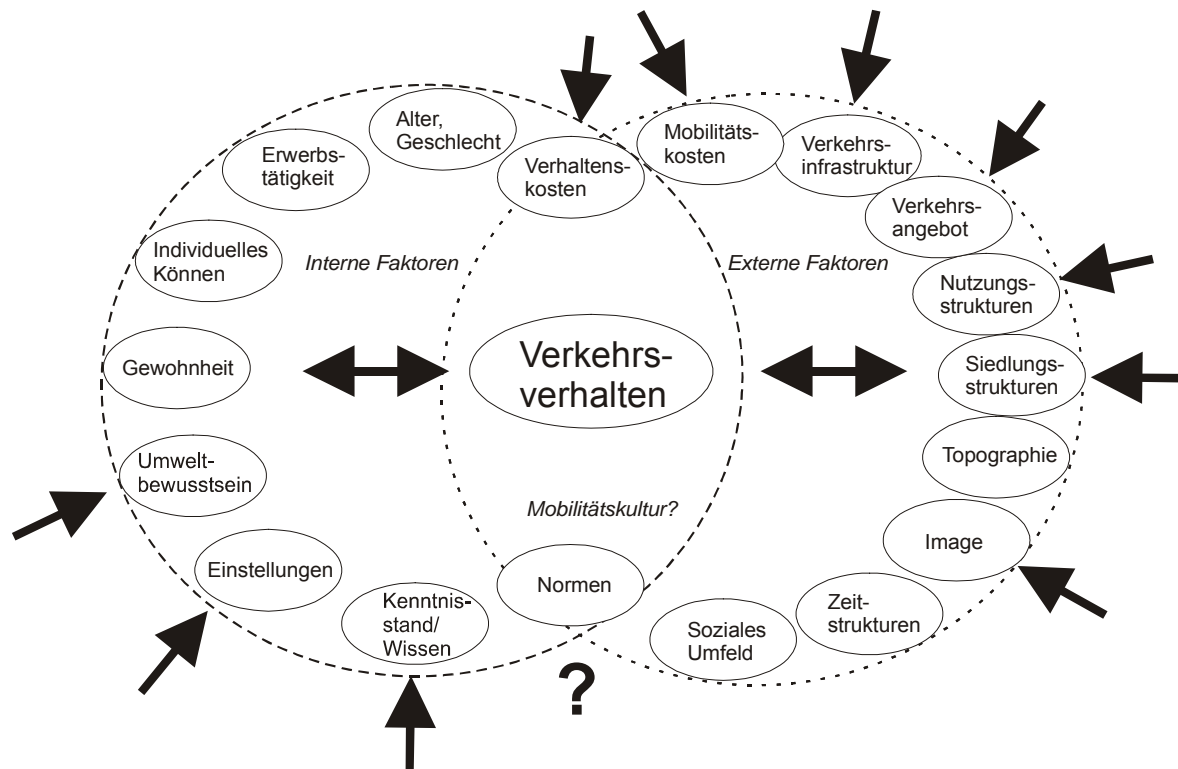 Alter,
Geschlecht
Mobilitäts-
kosten
Verkehrs-
infrastruktur
Erwerbs-
tätigkeit
Verhaltens-
kosten
Verkehrs-
angebot
Individuelles
Können
Interne Faktoren
Externe Faktoren
Nutzungs-
strukturen
Gewohnheit
Verkehrs-
verhalten
Siedlungs-
strukturen
Umwelt-
bewusstsein
Topographie
Mobilitätskultur?
Image
Einstellungen
Normen
Kenntnis-
stand/
Wissen
Zeit-
strukturen
Soziales
Umfeld
?